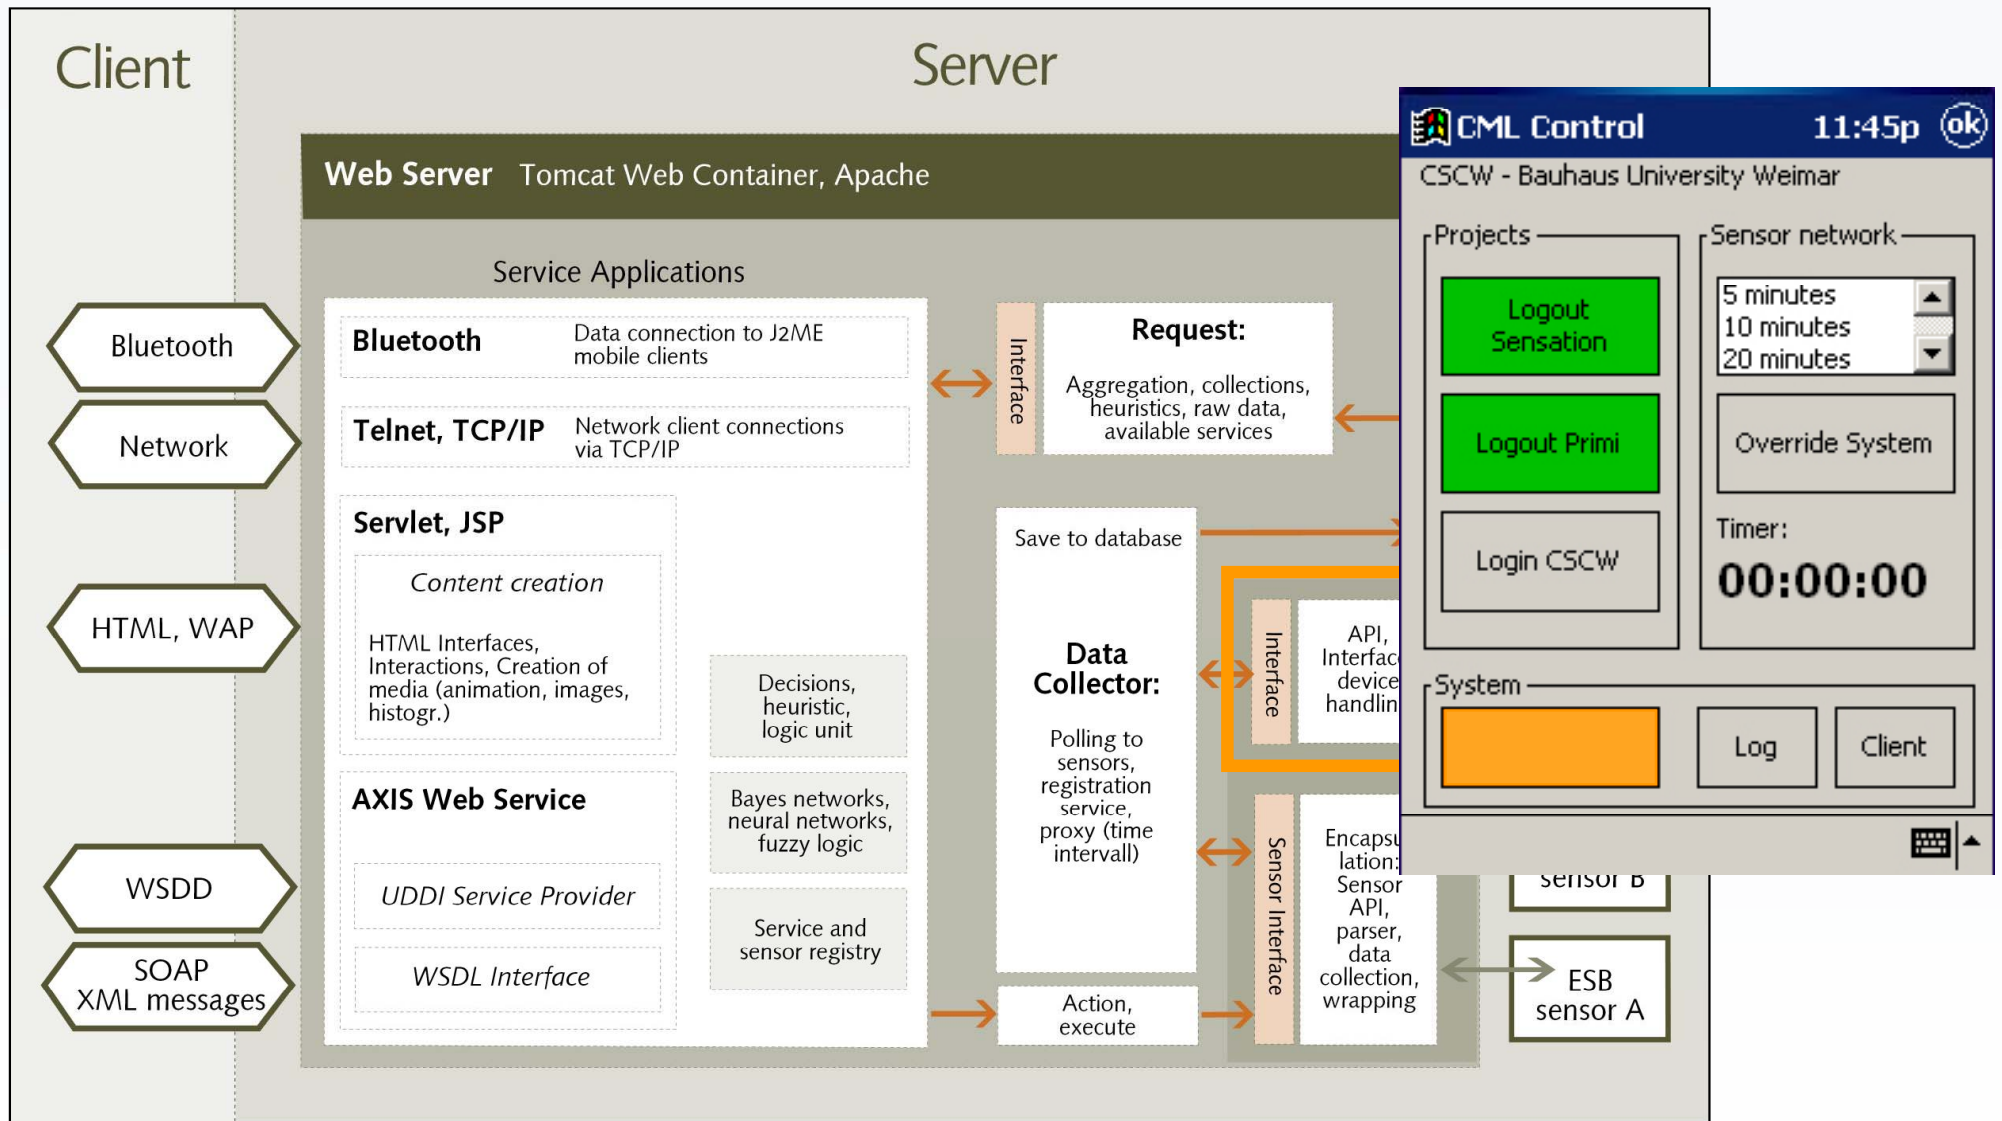 Client
Server
Web Server Tomcat Web Container, Apache
Service Applications
Bluetooth
Network
HTML, WAP
WSDD
SOAP
XML messages
Bluetooth
Data connection to J2ME
mobile clients
Telnet, TCP/IP
Network client connections
via TCP/IP
Servlet, JSP
Content creation
HTML Interfaces,
Interactions, Creation of
media (animation, images,
histogr.)
AXIS Web Service
UDDI Service Provider
WSDL Interface
Decisions,
heuristic,
logic unit
Bayes networks,
neural networks,
fuzzy logic
Service and
sensor registry
Interface
Request:
Aggregation, collections,
heuristics, raw data,
available services
Save to database
Data
Collector:
Polling to
sensors,
registration
service,
proxy (time
intervall)
Action,
execute
Interface
API,
Interfac
device
handlin
Sensor Interface
Encapsu
lation:
Sensor
API,
parser,
data
collection,
wrapping
sensor B
ESB
sensor A
CML Control 11:45p ok
CSCW - Bauhaus University Weimar
Projects
Logout
Sensation
Logout Primi
Login CSCW
Sensor network
5 minutes
10 minutes
20 minutes
Override System
Timer:
00:00:00
System
Log
Client